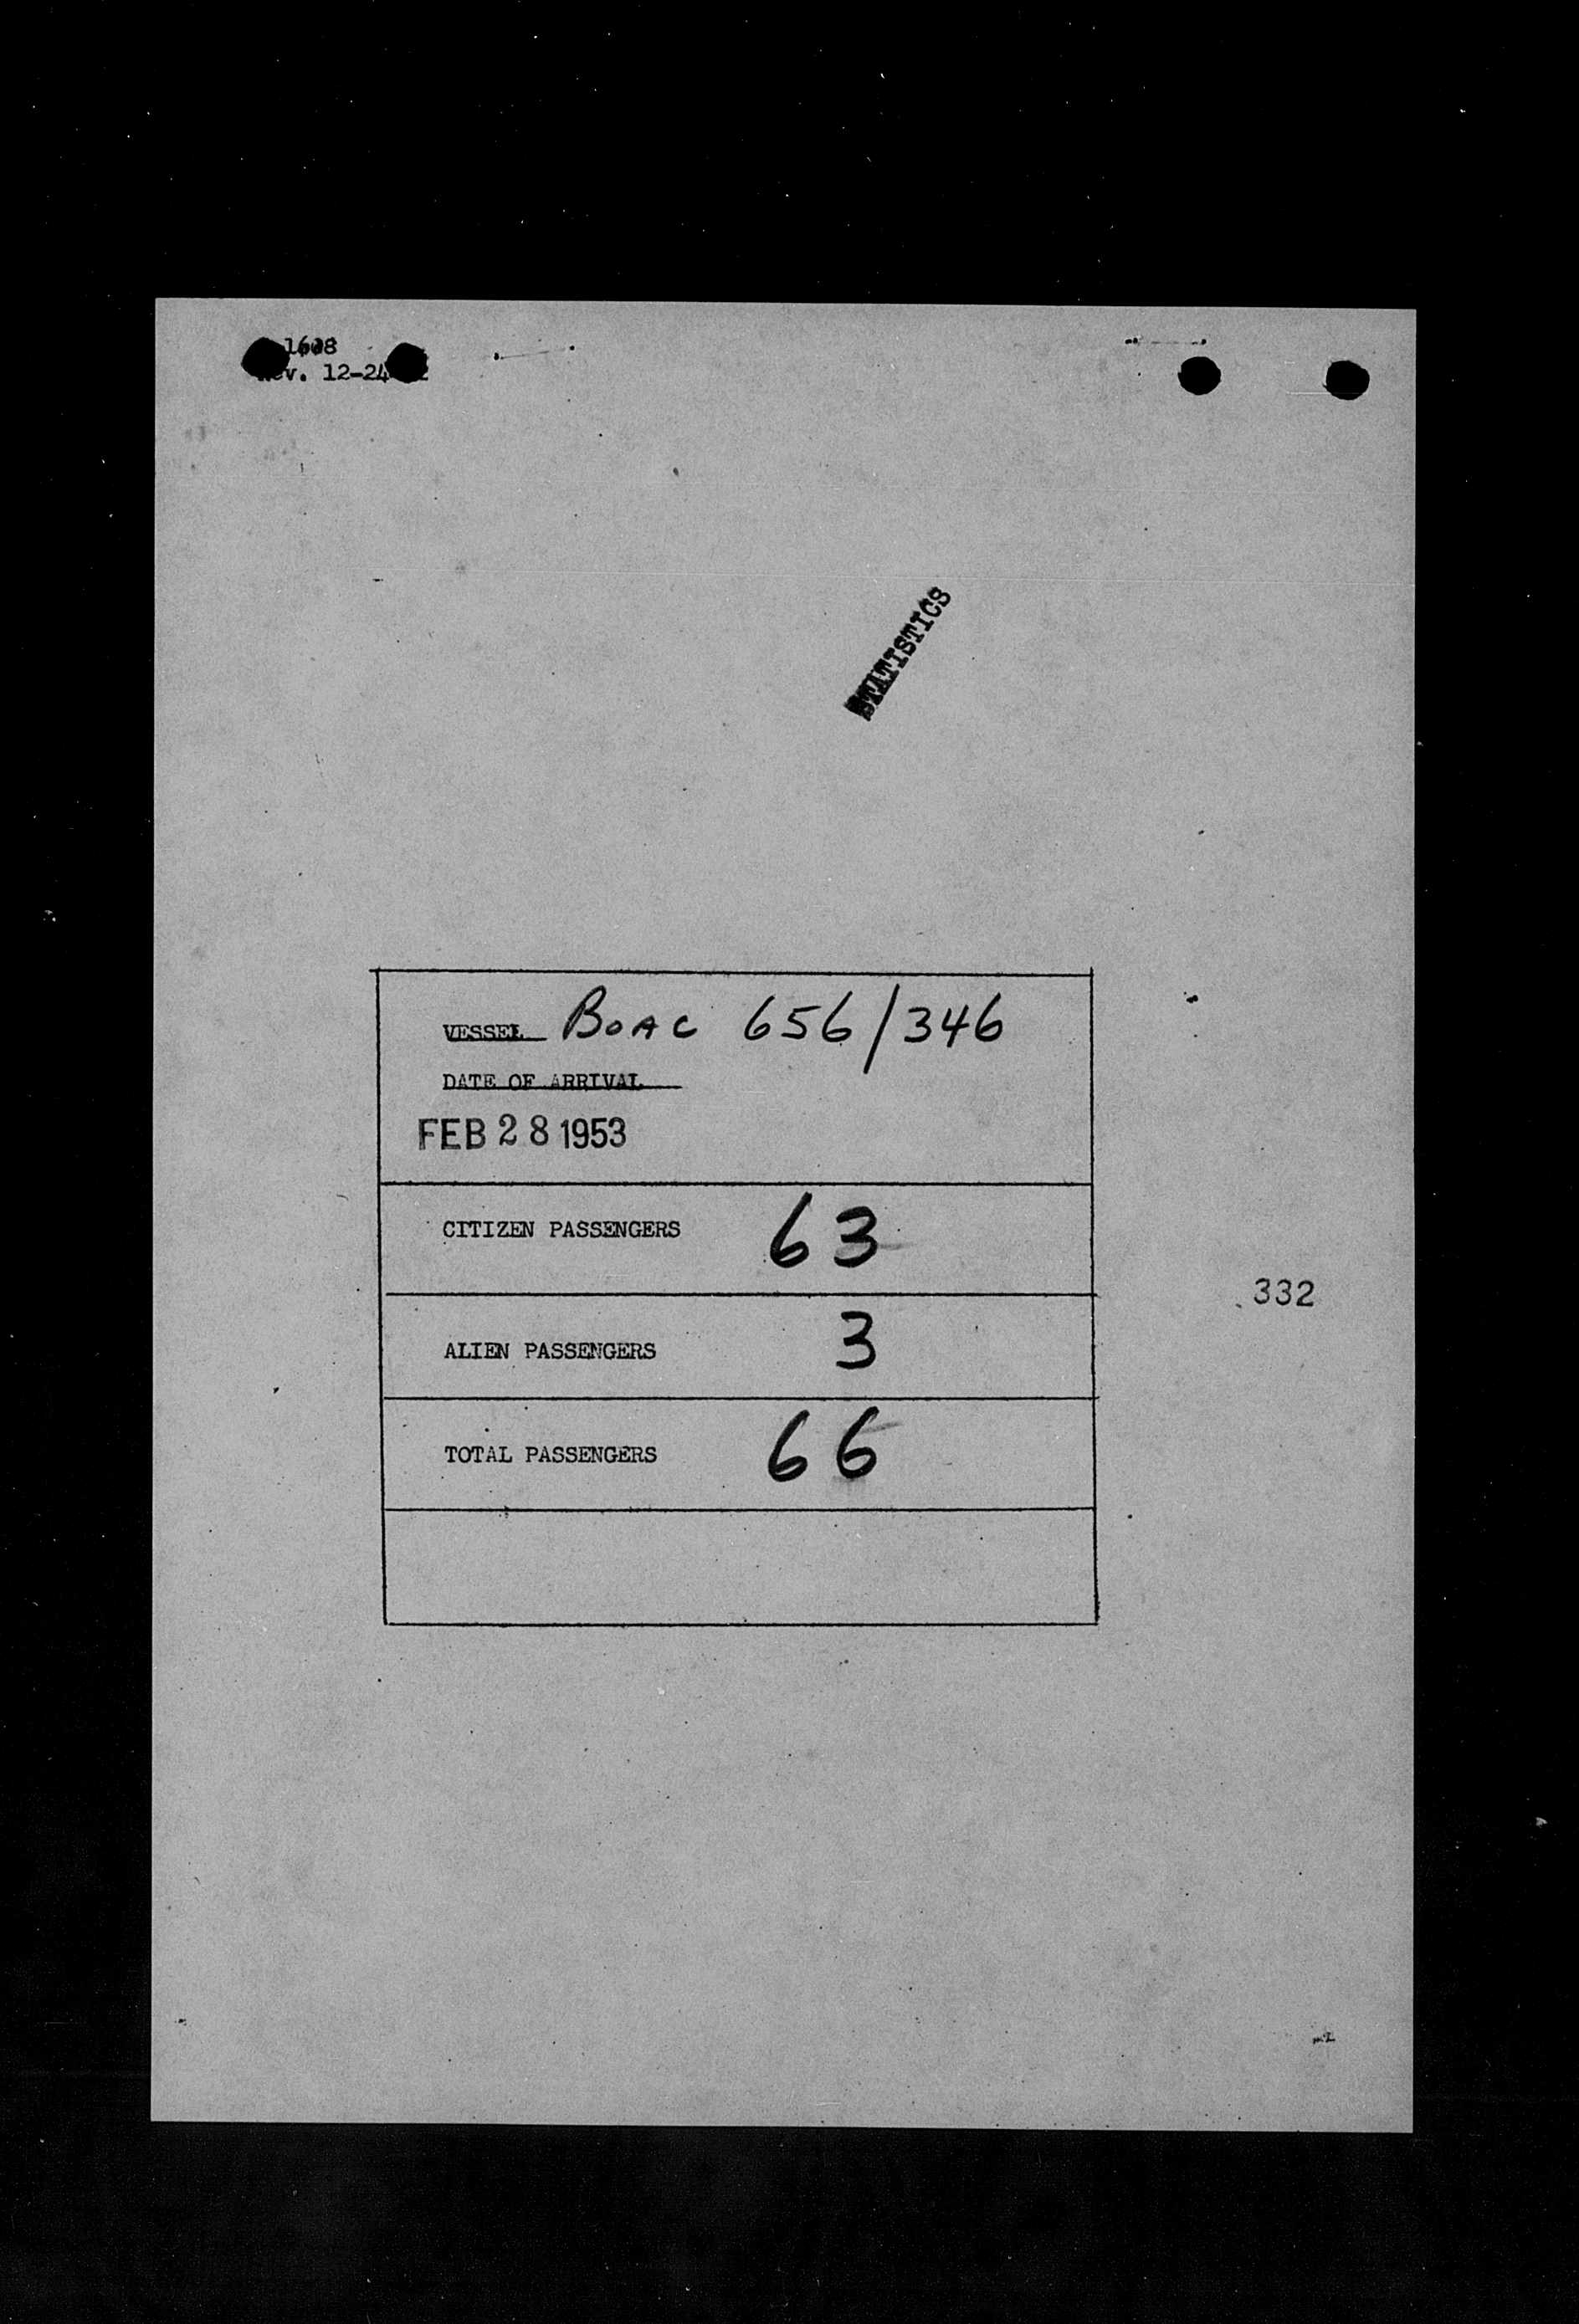 1608
Rev. 12-24
STATISTICS
VESSEL BOAC 656/346
DATE OF ARRIVAL
FEB 28 1953
CITIZEN PASSENGERS 63
332
ALIEN PASSENGERS 3
TOTAL PASSENGERS 66